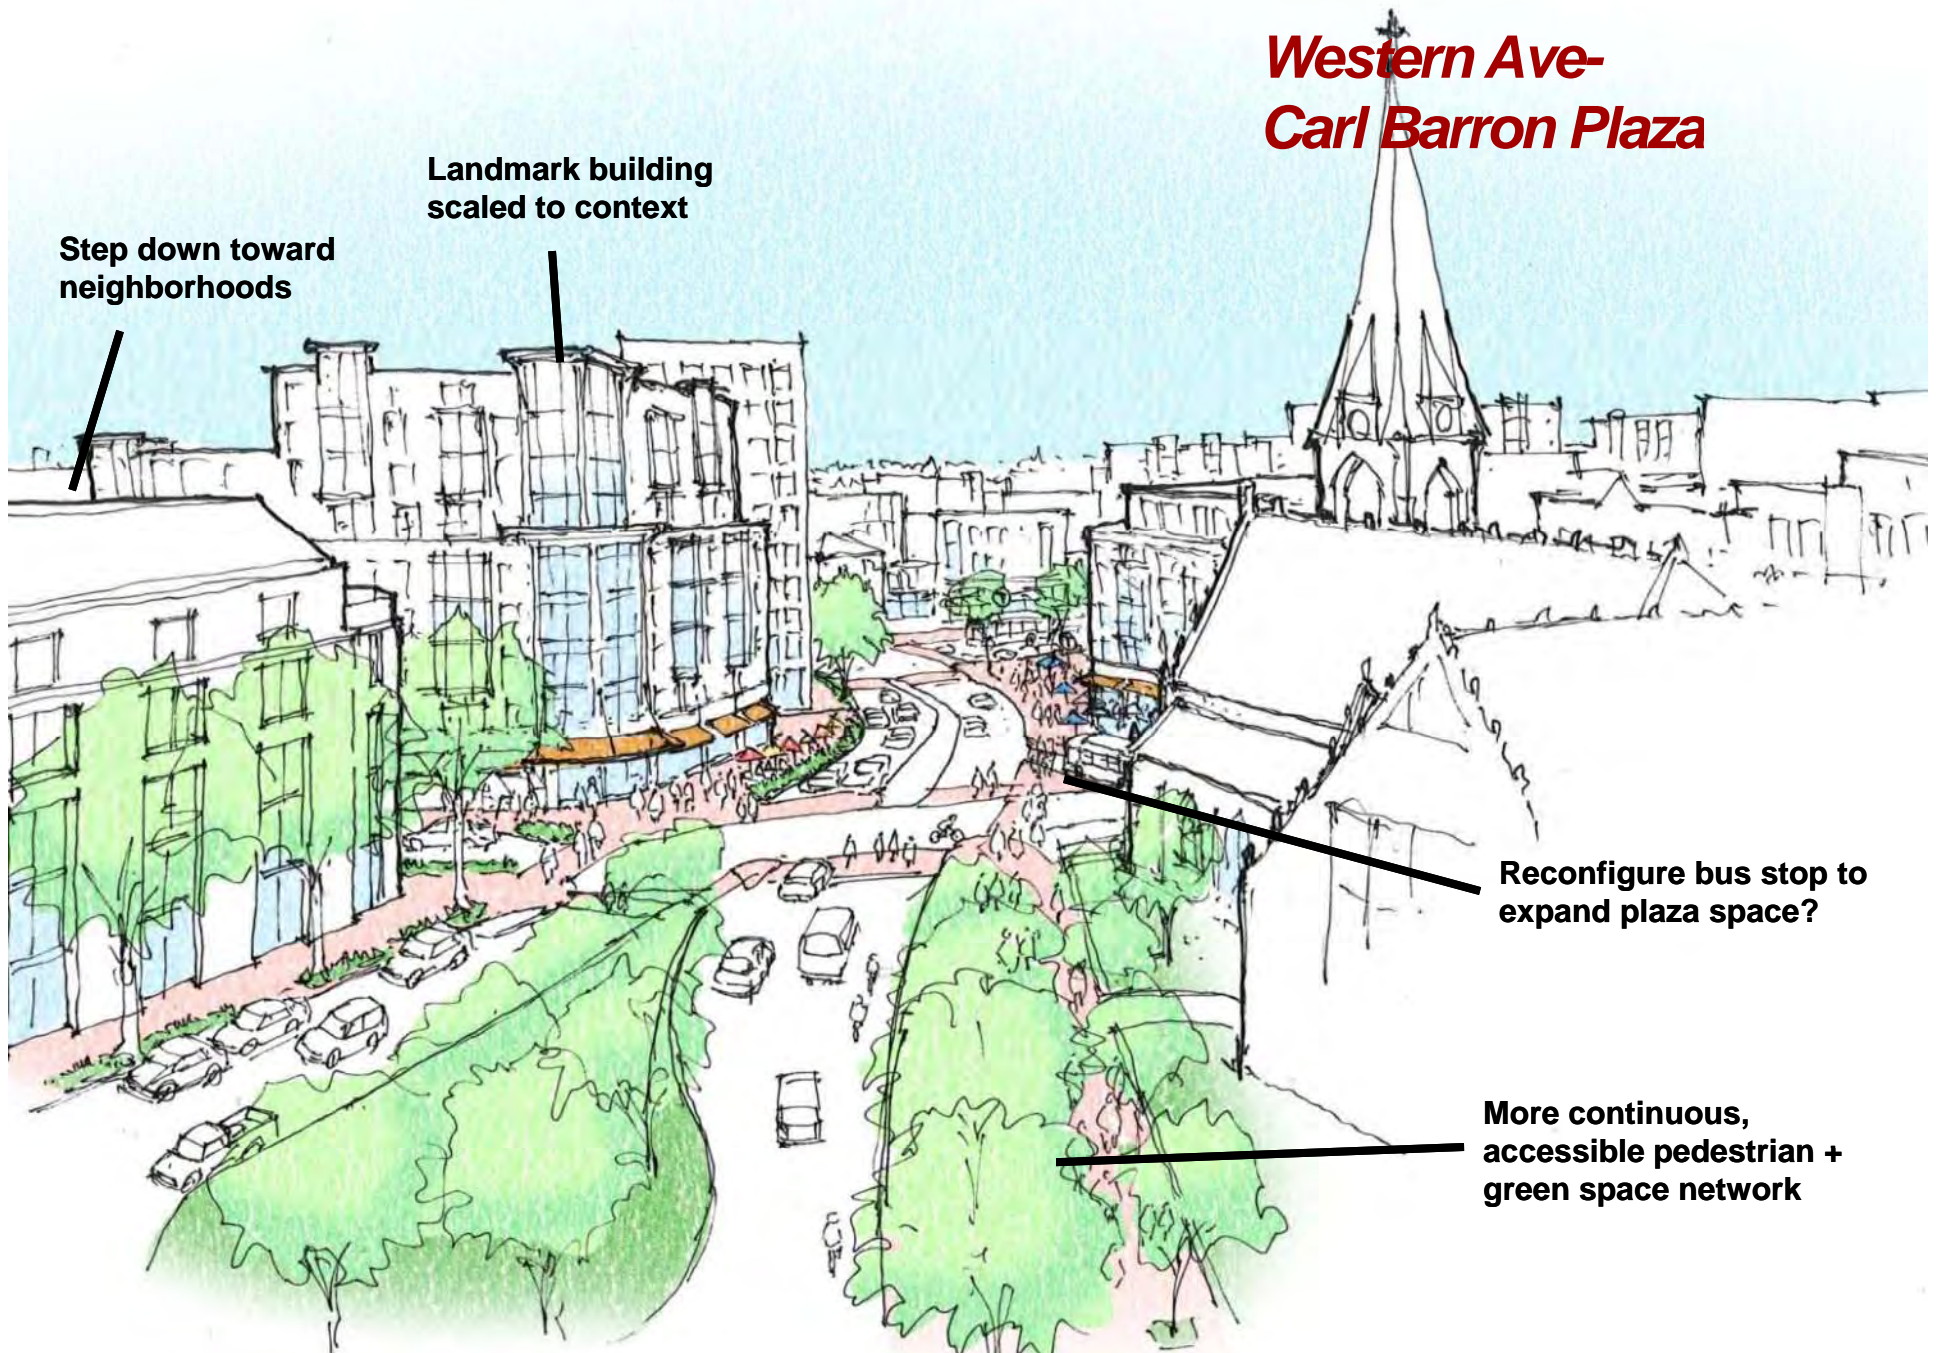 Western Ave-
Carl Barron Plaza
Landmark building
scaled to context
Step down toward
neighborhoods
Reconfigure bus stop to
expand plaza space?
More continuous,
accessible pedestrian +
green space network